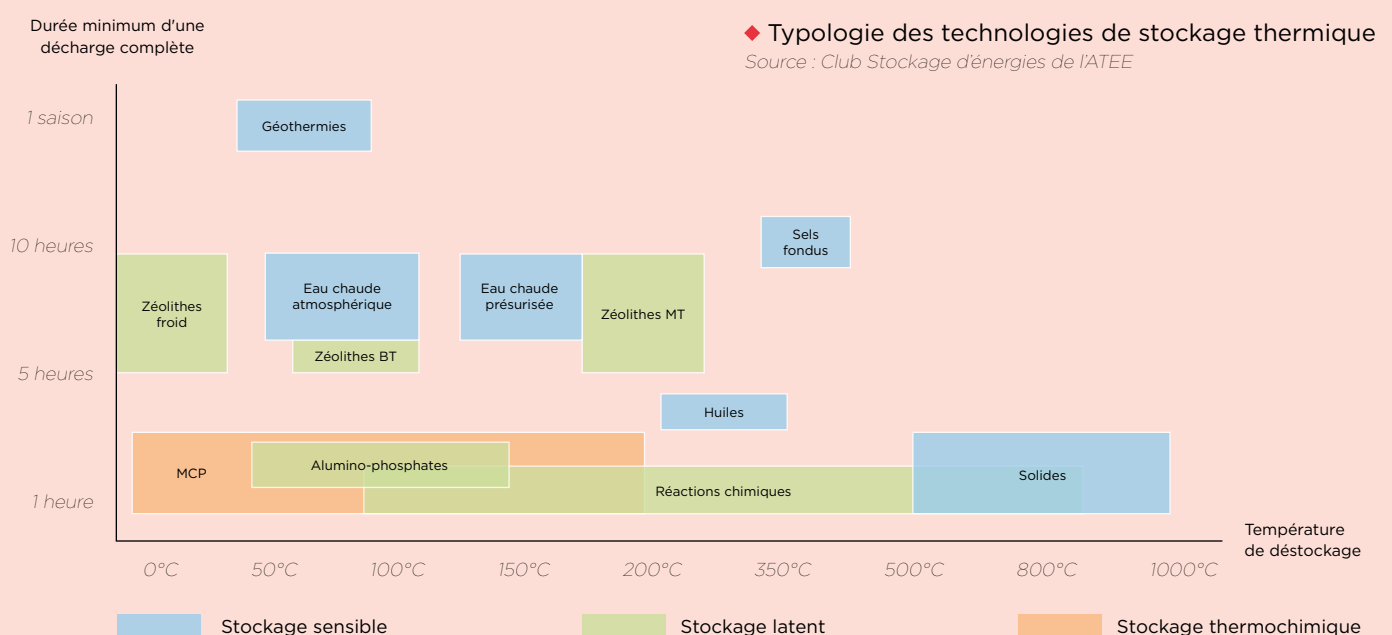 Durée minimum d'une
décharge complète
◆ Typologie des technologies de stockage thermique
Source : Club Stockage d'énergies de l'ATEE
1 saison
Géothermies
10 heures
Sels
fondus
Zéolithes
froid
Eau chaude
atmosphérique
Eau chaude
présurisée
Zéolithes MT
Zéolithes BT
5 heures
Huiles
MCP
Alumino-phosphates
Réactions chimiques
Solides
1 heure
Température
de déstockage
0°C 50°C 100°C 150°C 200°C 350°C 500°C 800°C 1000°C
Stockage sensible Stockage latent Stockage thermochimique